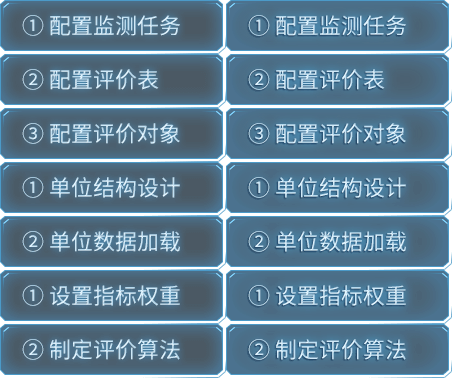 ① 配置监测任务 ① 配置监测任务
② 配置评价表 ② 配置评价表
③ 配置评价对象 ③ 配置评价对象
① 单位结构设计 ① 单位结构设计
② 单位数据加载 ② 单位数据加载
① 设置指标权重 ① 设置指标权重
② 制定评价算法 ② 制定评价算法